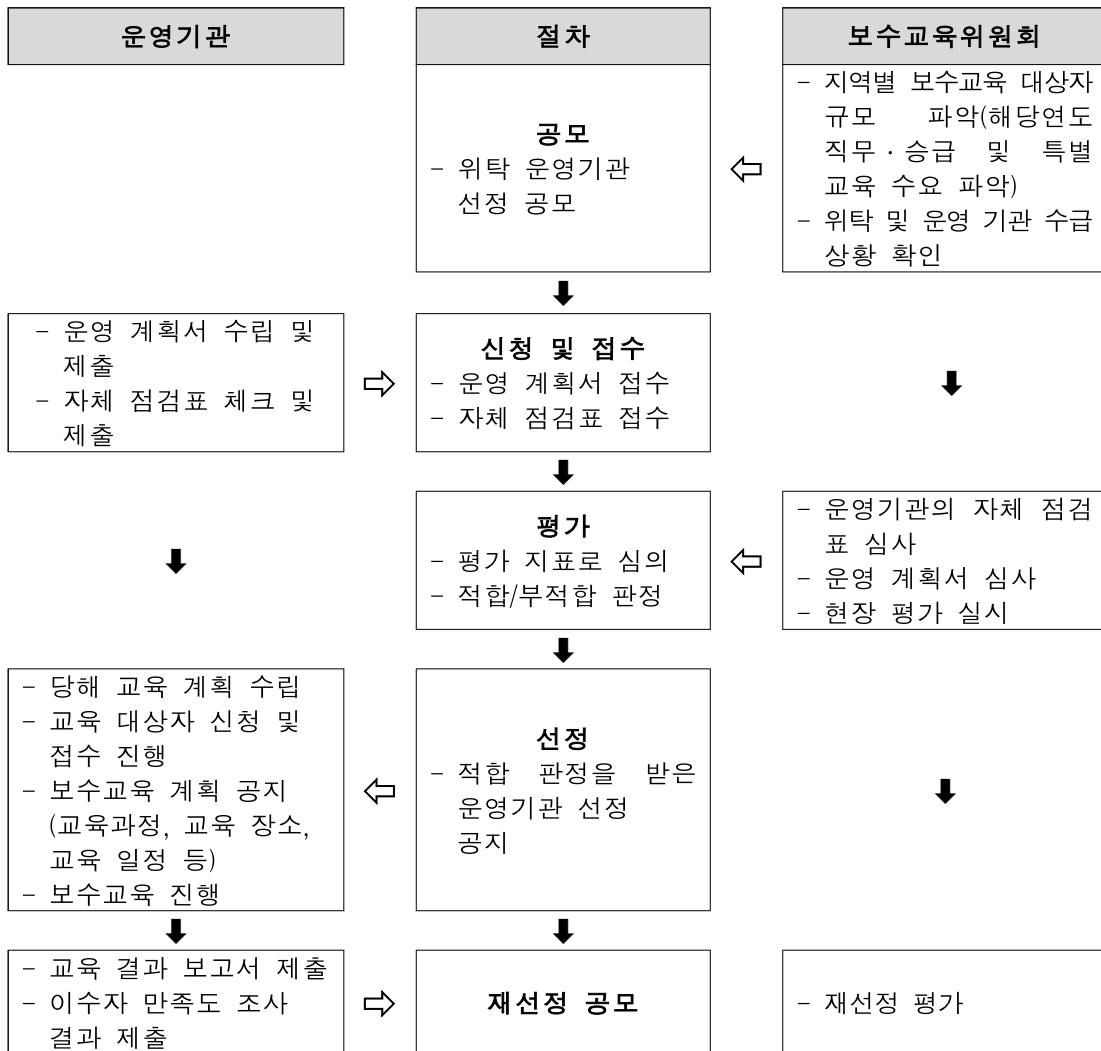 운영기관
절차
보수교육위원회
공모
– 위탁 운영기관
선정 공모
– 지역별 보수교육 대상자
규모 파악(해당연도
직무·승급 및 특별
교육 수요 파악)
– 위탁 및 운영 기관 수급
상황 확인
– 운영 계획서 수립 및
제출
– 자체 점검표 체크 및
제출
신청 및 접수
– 운영 계획서 접수
– 자체 점검표 접수
평가
– 평가 지표로 심의
– 적합/부적합 판정
– 운영기관의 자체 점검
표 심사
– 운영 계획서 심사
– 현장 평가 실시
– 당해 교육 계획 수립
– 교육 대상자 신청 및
접수 진행
– 보수교육 계획 공지
(교육과정, 교육 장소,
교육 일정 등)
– 보수교육 진행
선정
– 적합 판정을 받은
운영기관 선정
공지
– 교육 결과 보고서 제출
– 이수자 만족도 조사
결과 제출
재선정 공모
– 재선정 평가